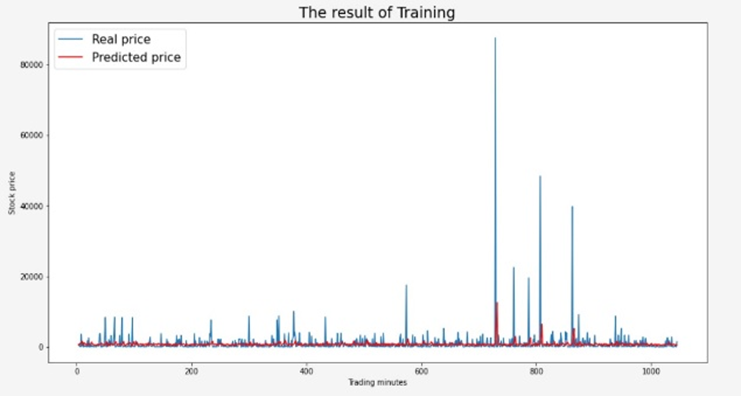 The result of Training
Real price
Predicted price
80000
60000
40000
20000
0
Stock price
0 200 400 600 800 1000
Trading minutes